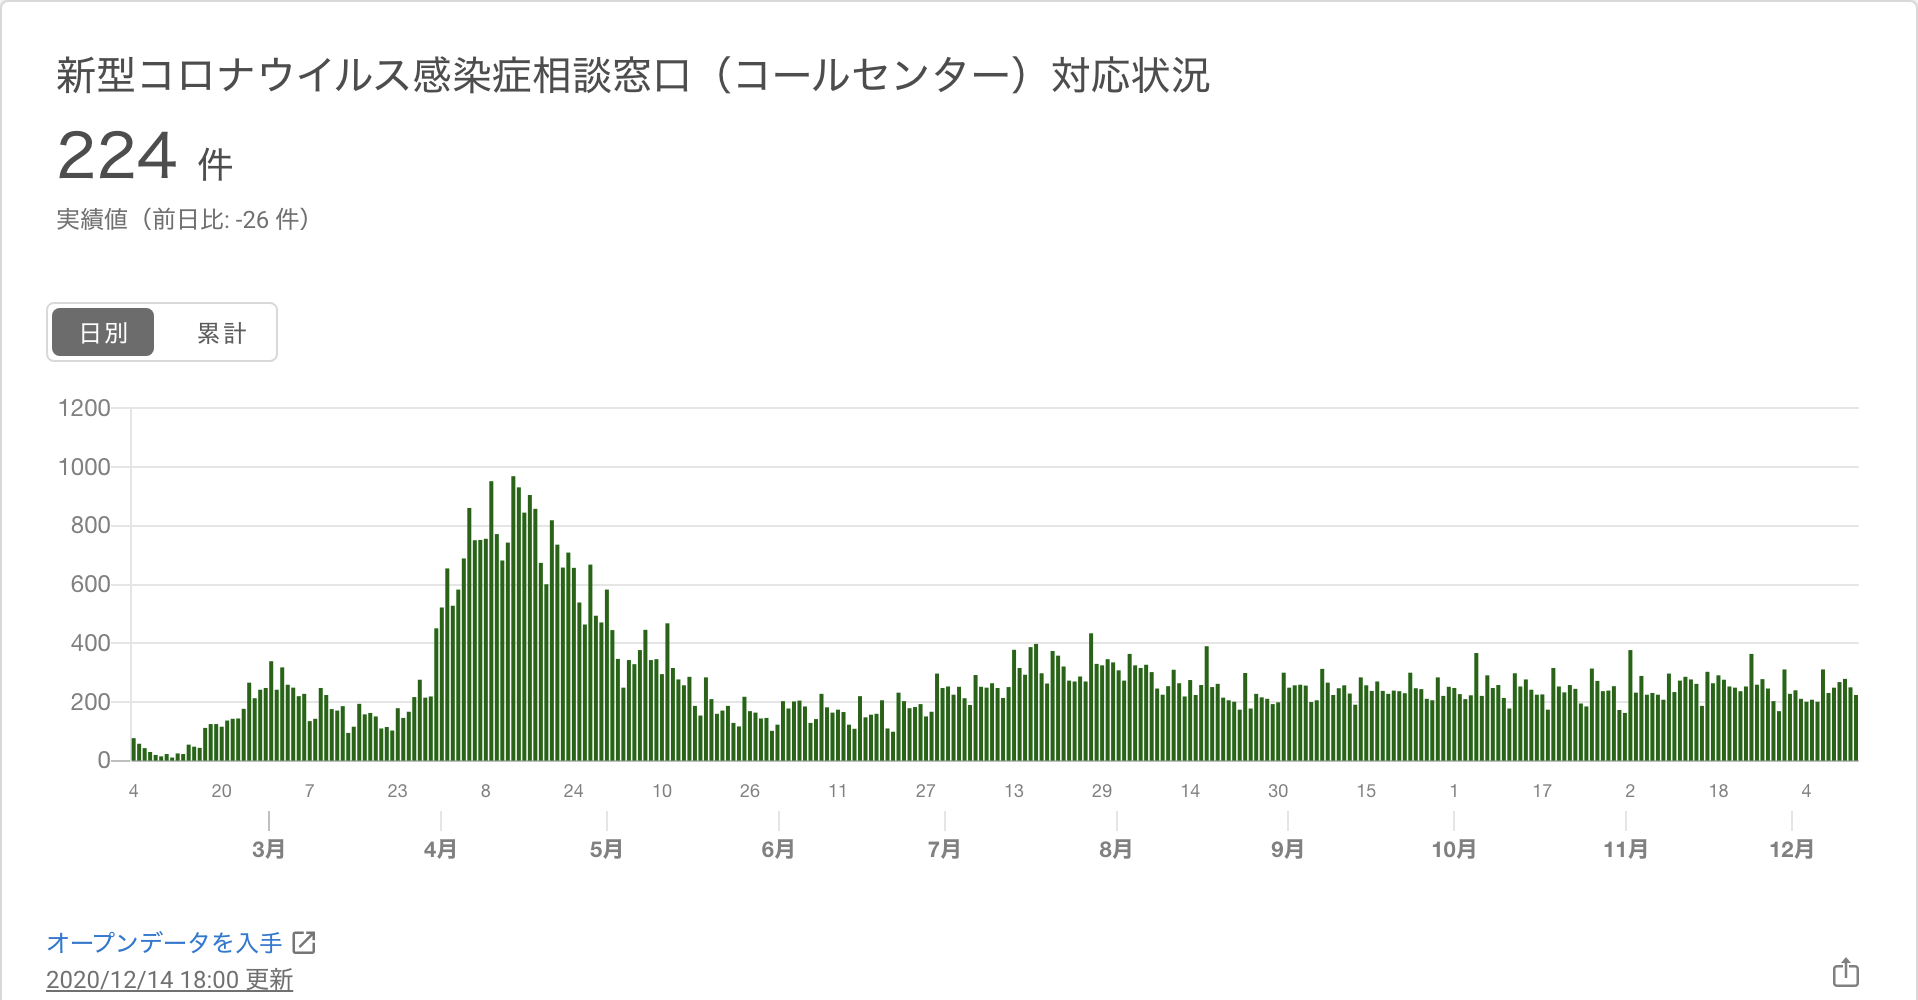 新型コロナウイルス感染症相談窓口（コールセンター）対応状況
224 件
実績値（前日比: -26 件）
日別 累計
1200
1000
800
600
400
200
0
4 20 7 23 8 24 10 26 11 27 13 29 14 30 15 1 17 2 18 4
3月 4月 5月 6月 7月 8月 9月 10月 11月 12月
オープンデータを入手
2020/12/14 18:00 更新